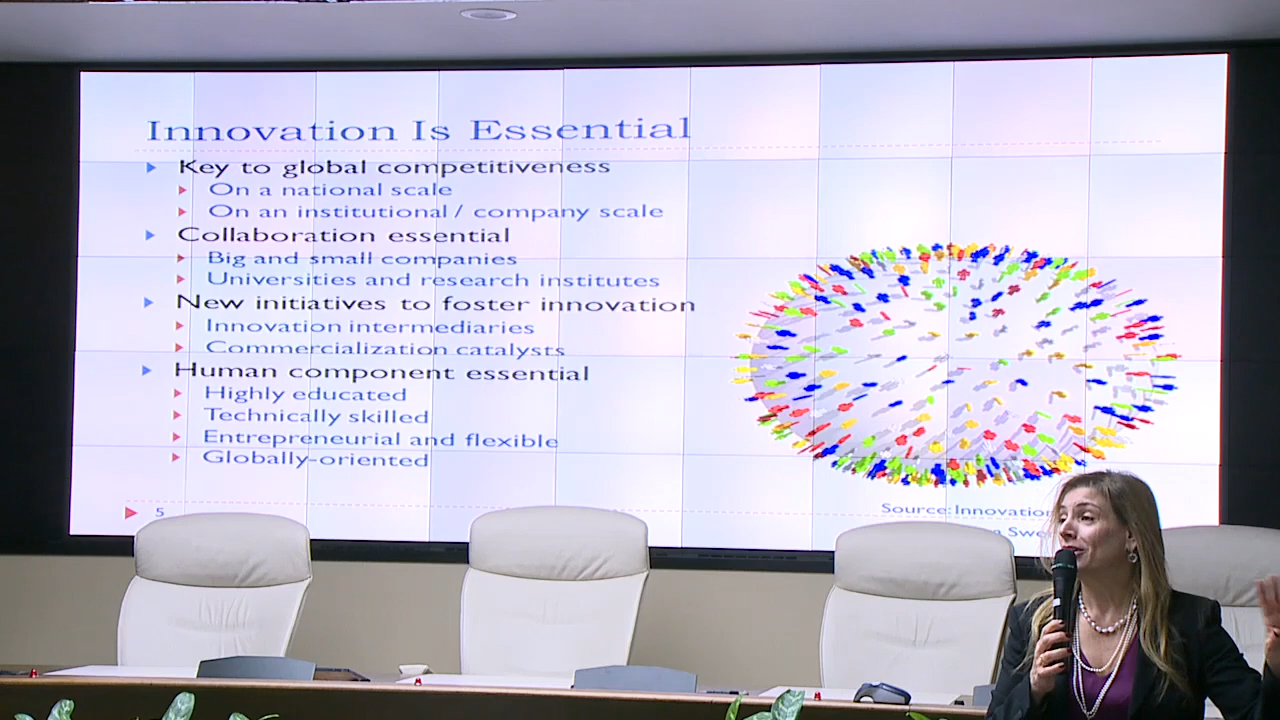 Innovation Is Essential
Key to global competitiveness
On a national scale
On an institutional / company scale
Collaboration essential
Big and small companies
Universities and research institutes
New initiatives to foster innovation
Innovation intermediaries
Commercialization catalysts
Human component essential
Highly educated
Technically skilled
Entrepreneurial and flexible
Globally-oriented
5
Source: Innovation